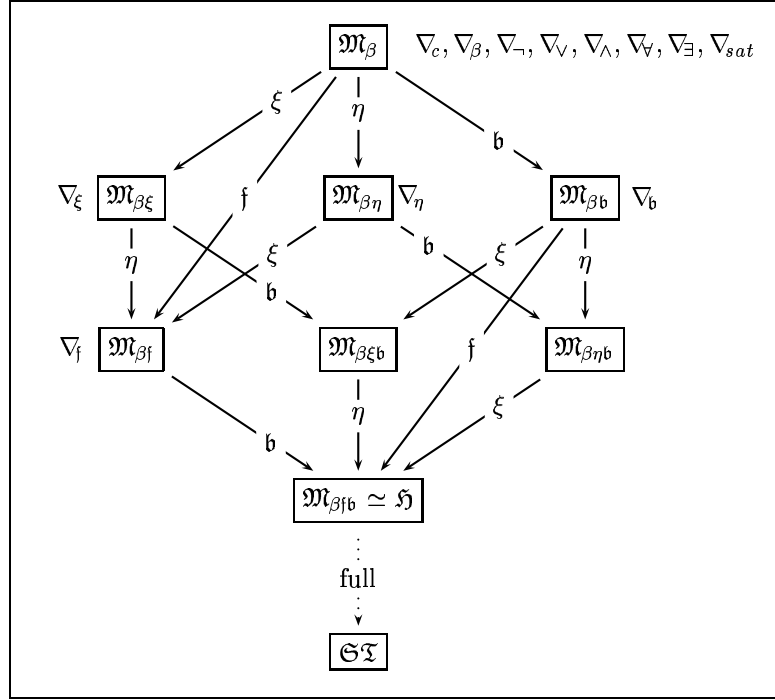 𝔐β ∇c, ∇β, ∇¬, ∇∨, ∇∧, ∇∀, ∇∃, ∇sat
ξ η 𝔟
∇ξ 𝔐βξ 𝔣 𝔐βη ∇η 𝔐β𝔟 ∇𝔟
η ξ 𝔟 𝔟 ξ η
∇𝔣 𝔐β𝔣 𝔐βξ𝔟 𝔣 𝔐βη𝔟
𝔟 η ξ
𝔐β𝔣𝔟 ≃ ℌ
full
𝔖𝔗